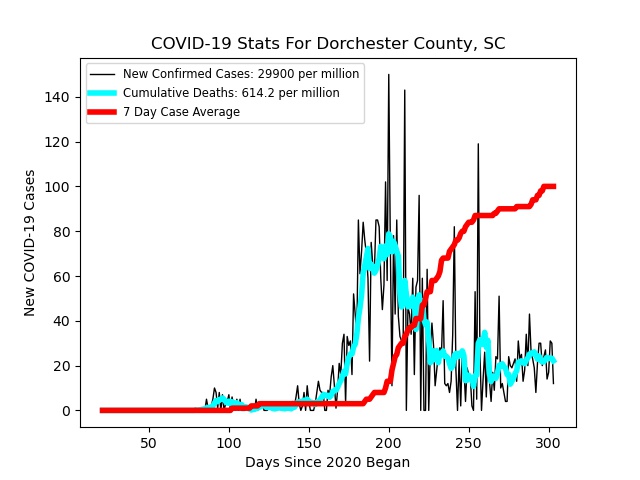 COVID-19 Stats For Dorchester County, SC
New Confirmed Cases: 29900 per million
Cumulative Deaths: 614.2 per million
7 Day Case Average
140
120
100
80
60
40
20
0
New COVID-19 Cases
50 100 150 200 250 300
Days Since 2020 Began